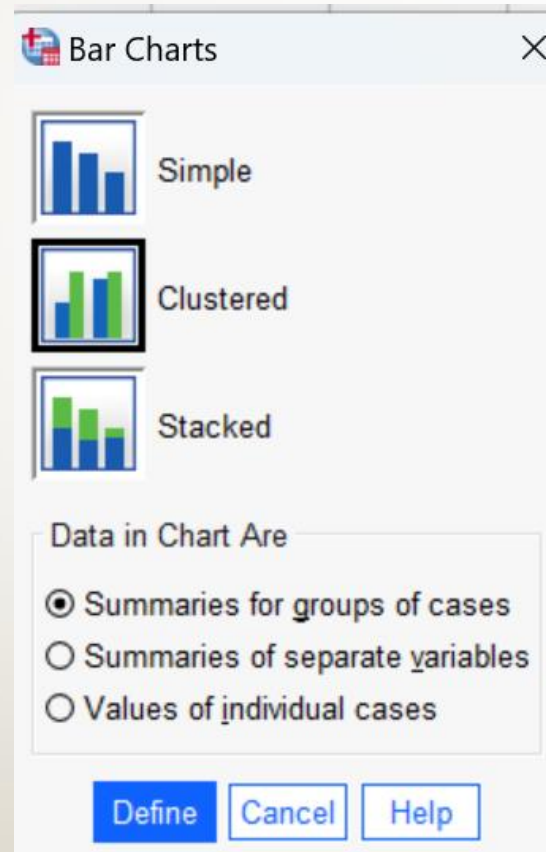 Bar Charts
Simple
Clustered
Stacked
Data in Chart Are
Summaries for groups of cases
Summaries of separate variables
Values of individual cases
Define Cancel Help